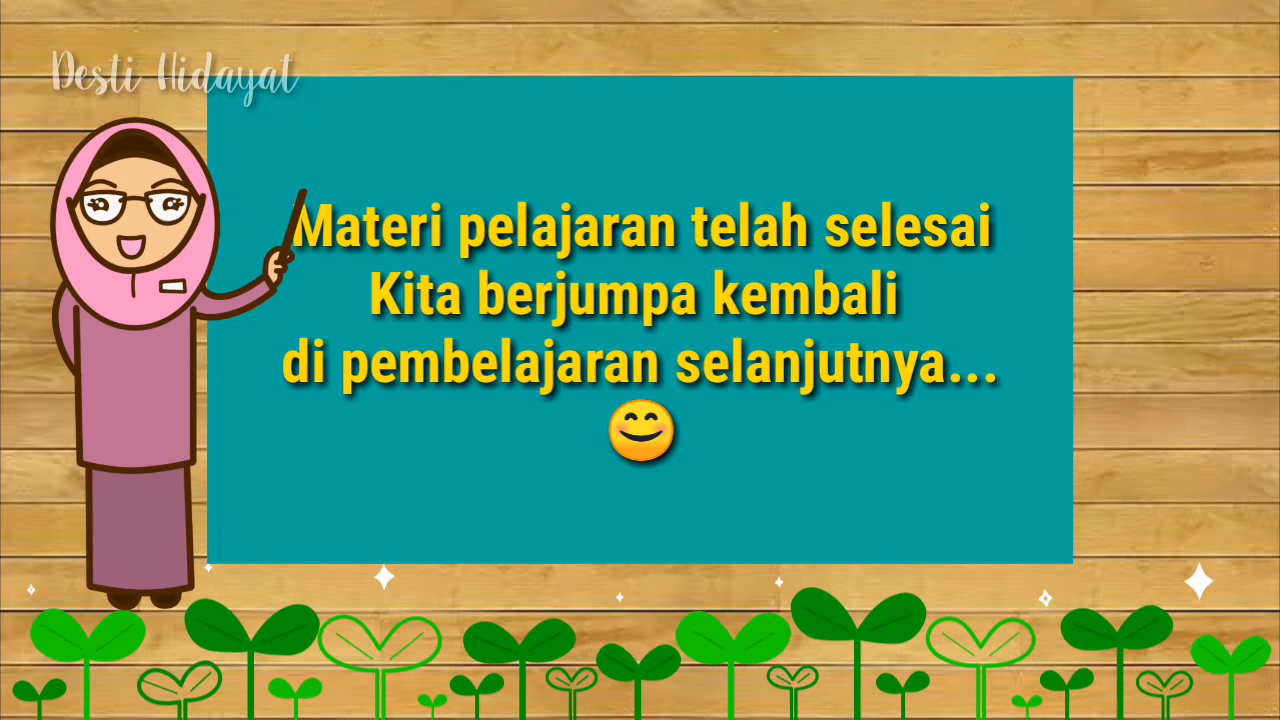 Desti Hidayat
Materi pelajaran telah selesai
Kita berjumpa kembali
di pembelajaran selanjutnya...
😊